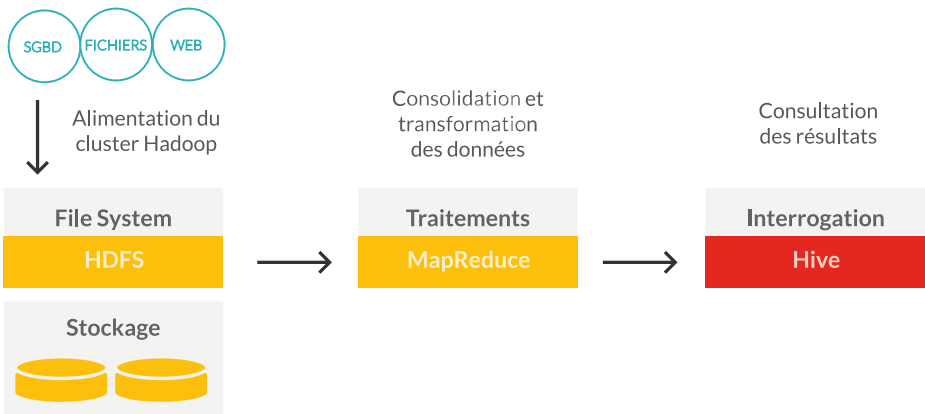 SGBD
FICHIERS
WEB
Alimentation du
cluster Hadoop
Consolidation et
transformation
des données
Consultation
des résultats
File System
HDFS
Traitements
MapReduce
Interrogation
Hive
Stockage